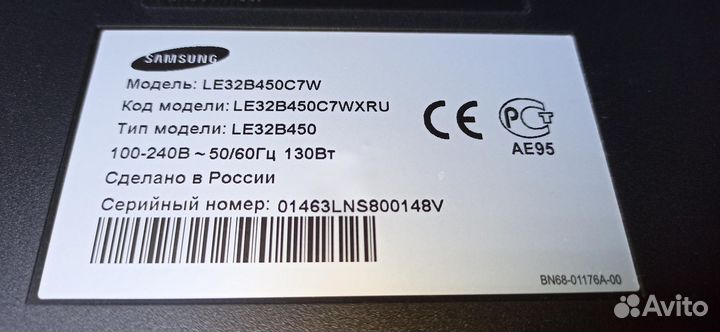 SAMSUNG
Модель: LE32B450C7W
Код модели: LE32B450C7WXRU
Тип модели: LE32B450
100-240В ~ 50/60Гц 130Вт
Сделано в России
Серийный номер: 01463LNS800148V
CE
РСТ
AE95
BN68-01176A-00
Avito